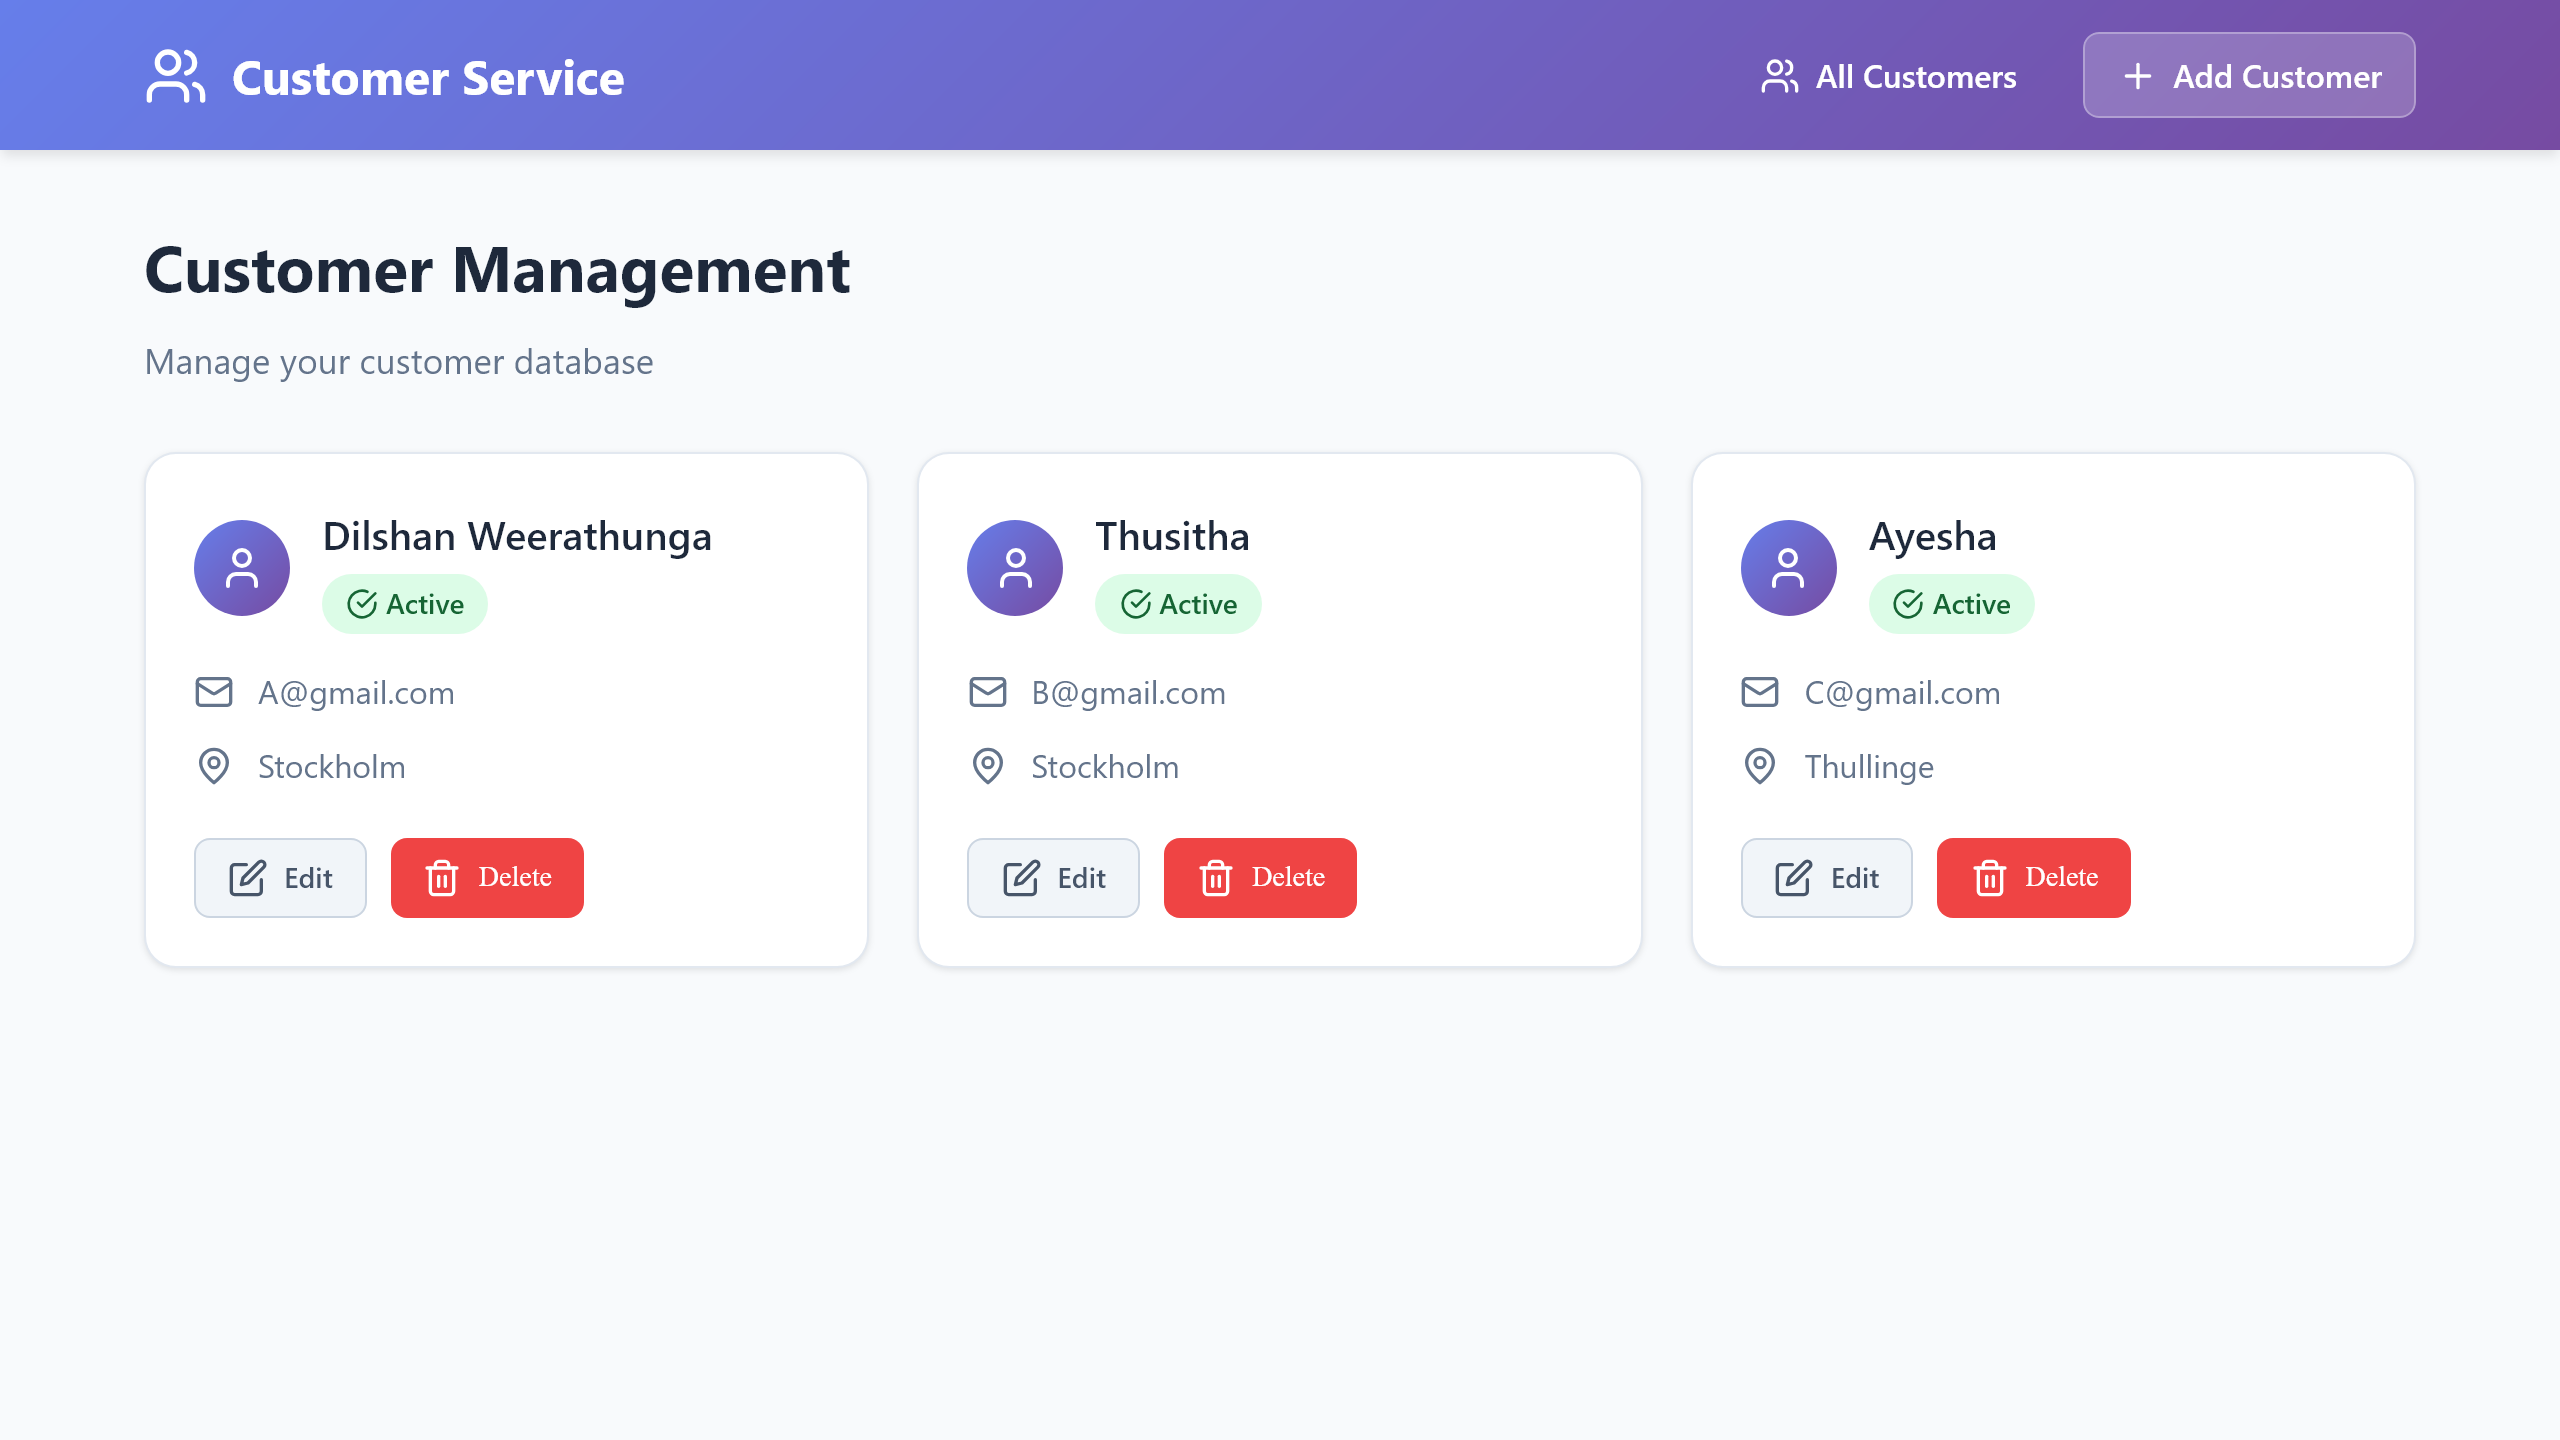 Customer Service
All Customers
Add Customer
Customer Management
Manage your customer database
Dilshan Weerathunga
Active
A@gmail.com
Stockholm
Edit
Delete
Thusitha
Active
B@gmail.com
Stockholm
Edit
Delete
Ayesha
Active
C@gmail.com
Thullinge
Edit
Delete